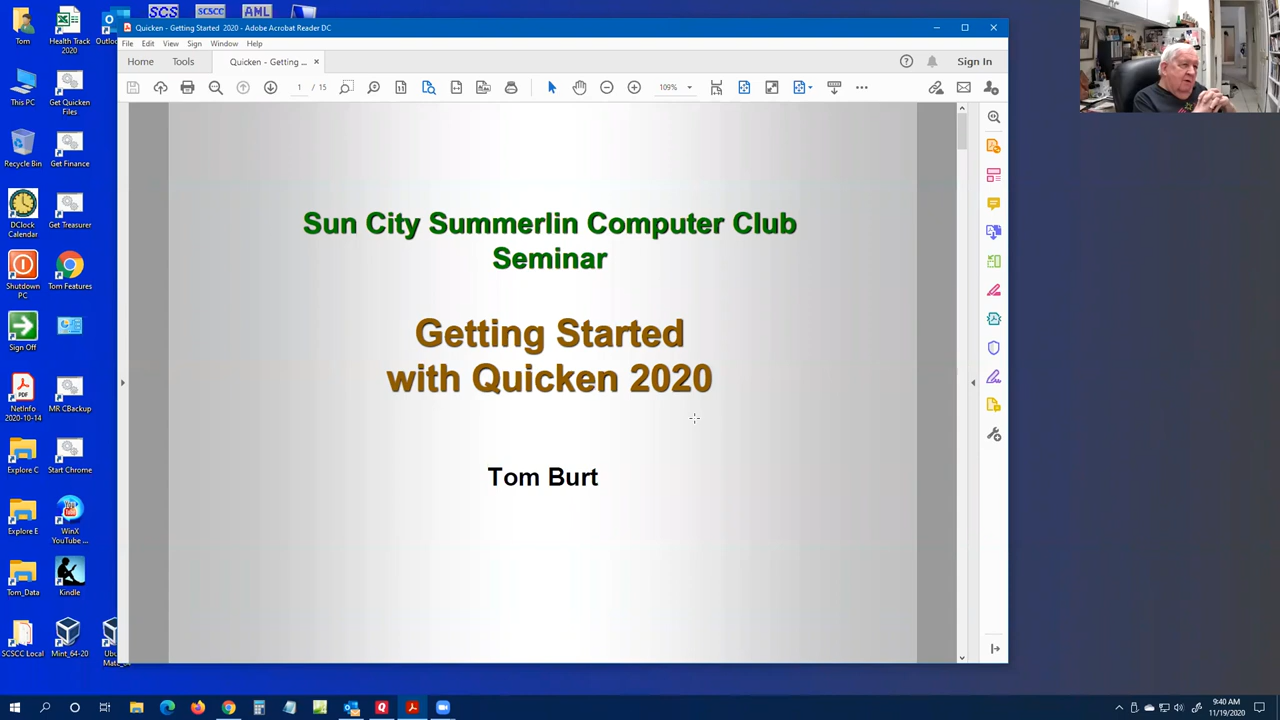 SCS
SCSCC
AML
Tom
Health Track
2020
Outloo
Quicken - Getting Started  2020 - Adobe Acrobat Reader DC
File Edit View Sign Window Help
Home Tools Quicken - Getting ... × Sign In
1 / 15 109%
This PC
Get Quicken
Files
Recycle Bin
Get Finance
DClock
Calendar
Get Treasurer
Shutdown
PC
Tom Features
Sign Off
NetInfo
2020-10-14
MR CBackup
Explore C
Start Chrome
Explore E
WinX
YouTube ...
Tom_Data
Kindle
SCSCC Local
Mint_64-20
Sun City Summerlin Computer Club
Seminar
Getting Started
with Quicken 2020
Tom Burt
9:40 AM
11/19/2020